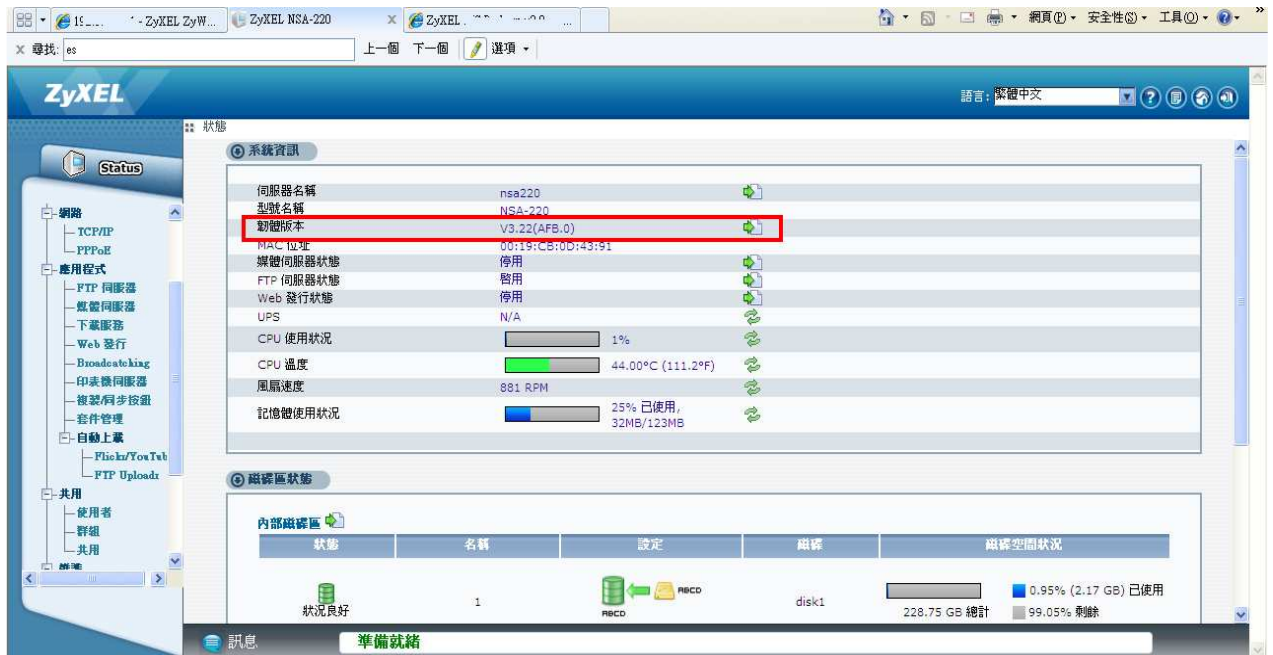 ZyXEL ZyW...
ZyXEL NSA-220
ZyXEL
網頁(P)
安全性(S)
工具(O)
尋找: es
上一個
下一個
選項
ZyXEL
語言: 繁體中文
狀態
Status
網路
TCP/IP
PPPoE
應用程式
FTP 伺服器
媒體伺服器
下載服務
Web 發行
Broadcatching
印表機伺服器
複製/同步按鈕
套件管理
自動上載
Flickr/YouTub
FTP Uploadr
共用
使用者
群組
共用
維護
系統資訊
伺服器名稱 nsa220
型號名稱 NSA-220
韌體版本 V3.22(AFB.0)
MAC 位址 00:19:CB:0D:43:91
媒體伺服器狀態 停用
FTP 伺服器狀態 啓用
Web 發行狀態 停用
UPS N/A
CPU 使用狀況 1%
CPU 溫度 44.00°C (111.2°F)
風扇速度 881 RPM
記憶體使用狀況 25% 已使用,
32MB/123MB
磁碟區狀態
內部磁碟區
狀態 名稱 設定 磁碟 磁碟空間狀況
狀況良好 1 ABCD ABCD disk1 228.75 GB 總計
0.95% (2.17 GB) 已使用
99.05% 剩餘
訊息 準備就緒